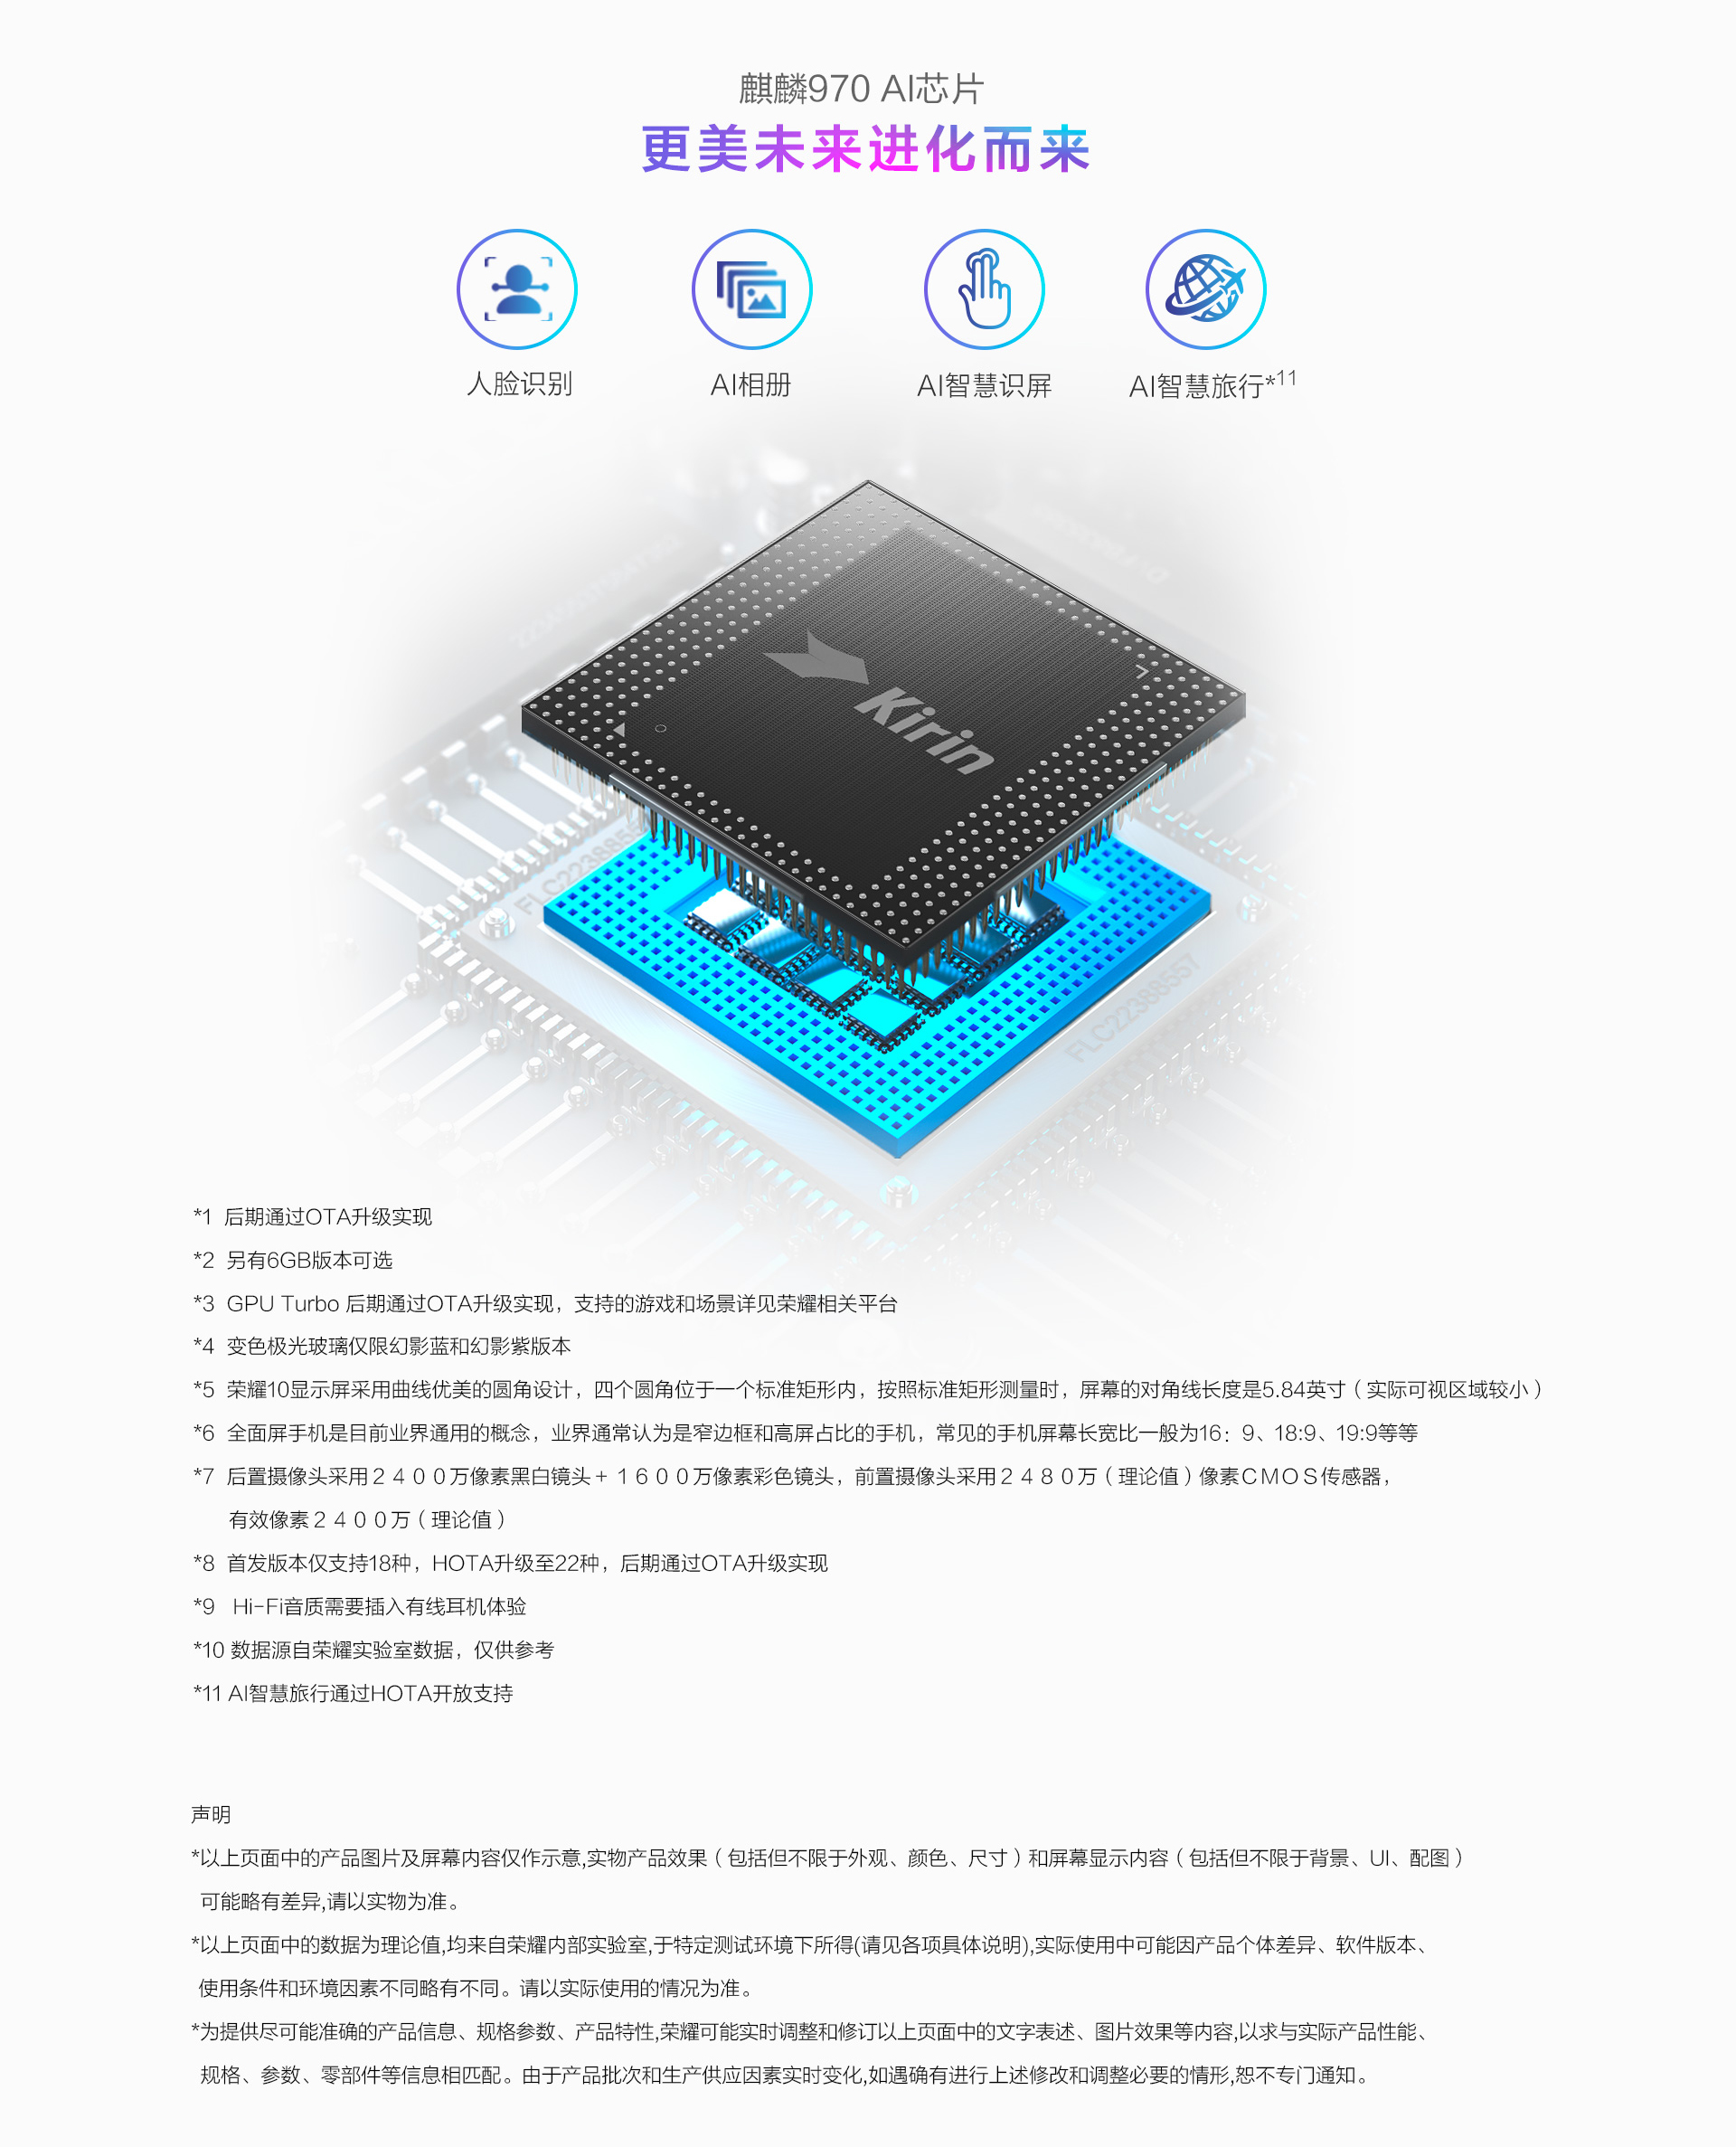 麒麟970 AI芯片
更美未来进化而来
人脸识别
AI相册
AI智慧识屏
AI智慧旅行*11
Kirin
FLC22388557
*1 后期通过OTA升级实现
*2 另有6GB版本可选
*3 GPU Turbo 后期通过OTA升级实现，支持的游戏和场景详见荣耀相关平台
*4 变色极光玻璃仅限幻影蓝和幻影紫版本
*5 荣耀10显示屏采用曲线优美的圆角设计，四个圆角位于一个标准矩形内，按照标准矩形测量时，屏幕的对角线长度是5.84英寸（实际可视区域较小）
*6 全面屏手机是目前业界通用的概念，业界通常认为是窄边框和高屏占比的手机，常见的手机屏幕长宽比一般为16：9、18:9、19:9等等
*7 后置摄像头采用２４００万像素黑白镜头＋１６００万像素彩色镜头，前置摄像头采用２４８０万（理论值）像素ＣＭＯＳ传感器，
有效像素２４００万（理论值）
*8 首发版本仅支持18种，HOTA升级至22种，后期通过OTA升级实现
*9 Hi-Fi音质需要插入有线耳机体验
*10 数据源自荣耀实验室数据，仅供参考
*11 AI智慧旅行通过HOTA开放支持
声明
*以上页面中的产品图片及屏幕内容仅作示意,实物产品效果（包括但不限于外观、颜色、尺寸）和屏幕显示内容（包括但不限于背景、UI、配图）
可能略有差异,请以实物为准。
*以上页面中的数据为理论值,均来自荣耀内部实验室,于特定测试环境下所得(请见各项具体说明),实际使用中可能因产品个体差异、软件版本、
使用条件和环境因素不同略有不同。请以实际使用的情况为准。
*为提供尽可能准确的产品信息、规格参数、产品特性,荣耀可能实时调整和修订以上页面中的文字表述、图片效果等内容,以求与实际产品性能、
规格、参数、零部件等信息相匹配。由于产品批次和生产供应因素实时变化,如遇确有进行上述修改和调整必要的情形,恕不专门通知。